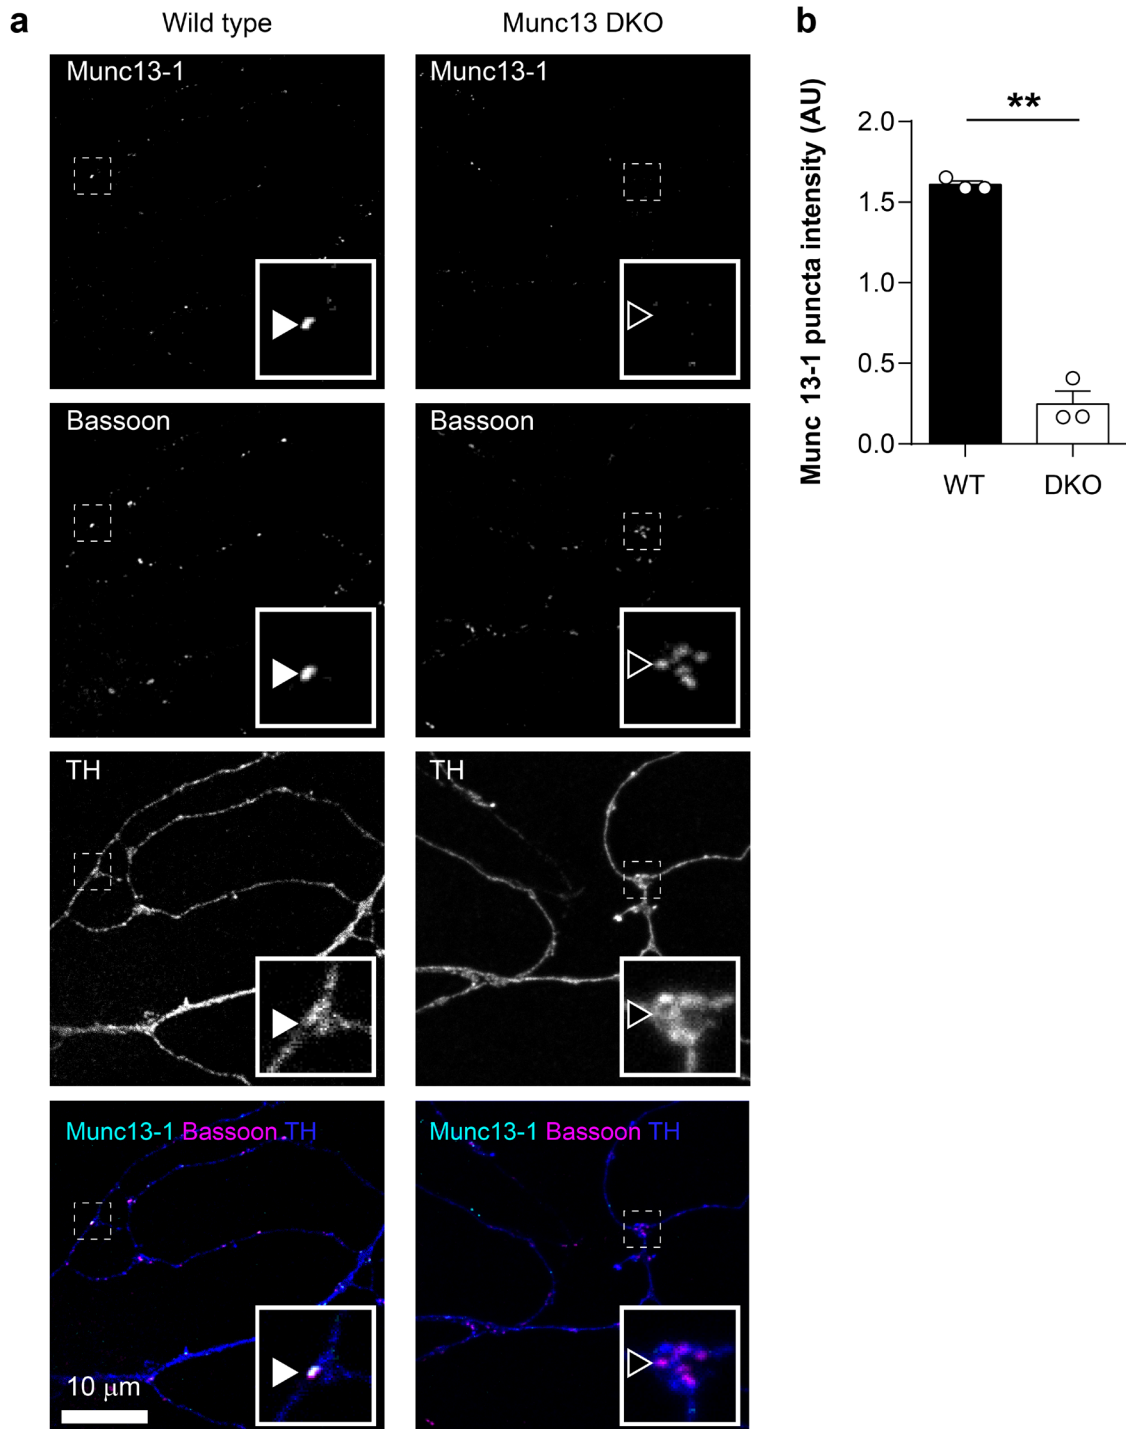 a
Wild type
Munc13 DKO
Munc13-1
Munc13-1
Bassoon
Bassoon
TH
TH
Munc13-1 Bassoon TH
Munc13-1 Bassoon TH
10 μm
b
**
Munc 13-1 puncta intensity (AU)
2.0
1.5
1.0
0.5
0.0
WT
DKO